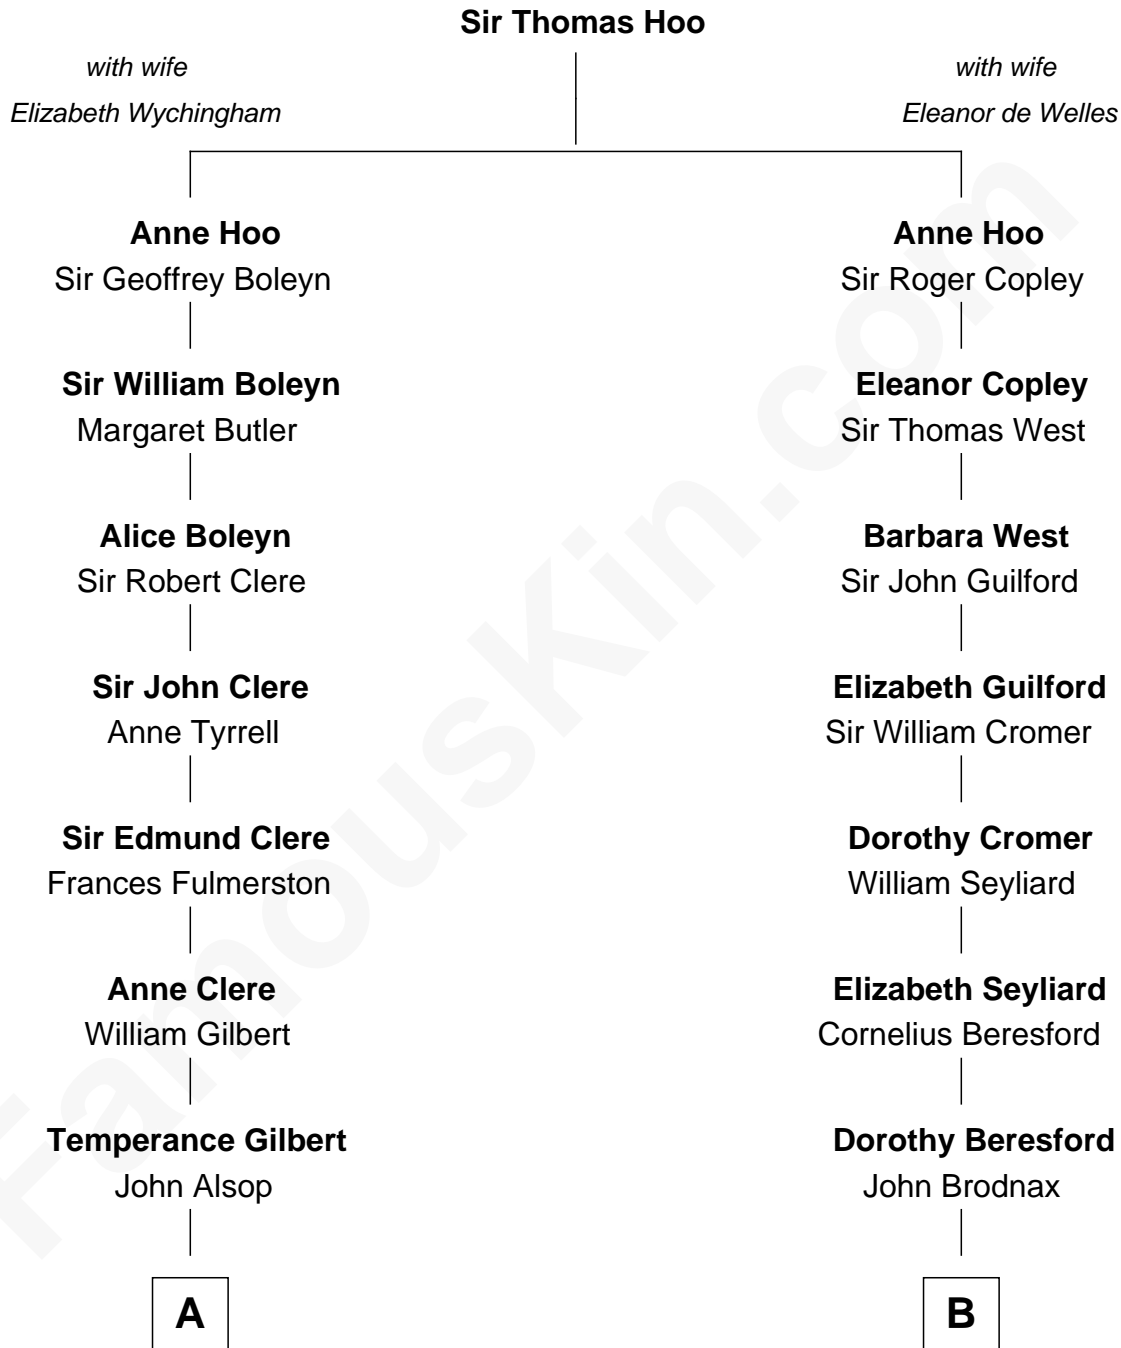 Sir Thomas Hoo
with wife
Elizabeth Wychingham
with wife
Eleanor de Welles
Anne Hoo
Sir Geoffrey Boleyn
Sir William Boleyn
Margaret Butler
Alice Boleyn
Sir Robert Clere
Sir John Clere
Anne Tyrrell
Sir Edmund Clere
Frances Fulmerston
Anne Clere
William Gilbert
Temperance Gilbert
John Alsop
A
Anne Hoo
Sir Roger Copley
Eleanor Copley
Sir Thomas West
Barbara West
Sir John Guilford
Elizabeth Guilford
Sir William Cromer
Dorothy Cromer
William Seyliard
Elizabeth Seyliard
Cornelius Beresford
Dorothy Beresford
John Brodnax
B
FamousKin.com